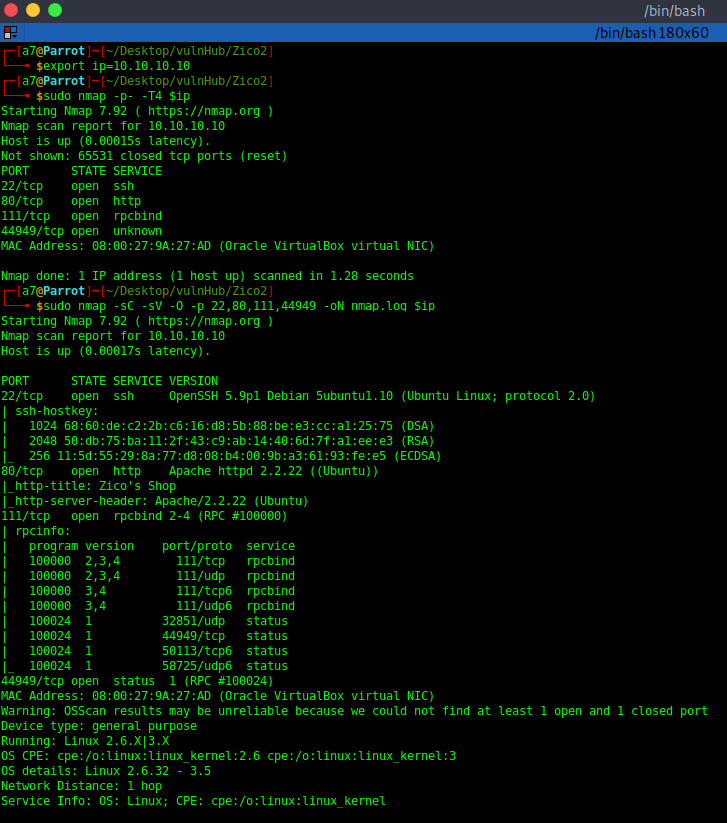 /bin/bash
/bin/bash 180x60
┌─[a7@Parrot]─[~/Desktop/vulnHub/Zico2]
└──╼ $export ip=10.10.10.10
┌─[a7@Parrot]─[~/Desktop/vulnHub/Zico2]
└──╼ $sudo nmap -p- -T4 $ip
Starting Nmap 7.92 ( https://nmap.org )
Nmap scan report for 10.10.10.10
Host is up (0.00015s latency).
Not shown: 65531 closed tcp ports (reset)
PORT      STATE SERVICE
22/tcp    open  ssh
80/tcp    open  http
111/tcp   open  rpcbind
44949/tcp open  unknown
MAC Address: 08:00:27:9A:27:AD (Oracle VirtualBox virtual NIC)

Nmap done: 1 IP address (1 host up) scanned in 1.28 seconds
┌─[a7@Parrot]─[~/Desktop/vulnHub/Zico2]
└──╼ $sudo nmap -sC -sV -O -p 22,80,111,44949 -oN nmap.log $ip
Starting Nmap 7.92 ( https://nmap.org )
Nmap scan report for 10.10.10.10
Host is up (0.00017s latency).

PORT      STATE SERVICE VERSION
22/tcp    open  ssh     OpenSSH 5.9p1 Debian 5ubuntu1.10 (Ubuntu Linux; protocol 2.0)
| ssh-hostkey:
|   1024 68:60:de:c2:2b:c6:16:d8:5b:88:be:e3:cc:a1:25:75 (DSA)
|   2048 50:db:75:ba:11:2f:43:c9:ab:14:40:6d:7f:a1:ee:e3 (RSA)
|_  256 11:5d:55:29:8a:77:d8:08:b4:00:9b:a3:61:93:fe:e5 (ECDSA)
80/tcp    open  http    Apache httpd 2.2.22 ((Ubuntu))
|_http-title: Zico's Shop
|_http-server-header: Apache/2.2.22 (Ubuntu)
111/tcp   open  rpcbind 2-4 (RPC #100000)
| rpcinfo:
|   program version    port/proto  service
|   100000  2,3,4        111/tcp   rpcbind
|   100000  2,3,4        111/udp   rpcbind
|   100000  3,4          111/tcp6  rpcbind
|   100000  3,4          111/udp6  rpcbind
|   100024  1          32851/udp   status
|   100024  1          44949/tcp   status
|   100024  1          50113/tcp6  status
|_  100024  1          58725/udp6  status
44949/tcp open  status  1 (RPC #100024)
MAC Address: 08:00:27:9A:27:AD (Oracle VirtualBox virtual NIC)
Warning: OSScan results may be unreliable because we could not find at least 1 open and 1 closed port
Device type: general purpose
Running: Linux 2.6.X|3.X
OS CPE: cpe:/o:linux:linux_kernel:2.6 cpe:/o:linux:linux_kernel:3
OS details: Linux 2.6.32 - 3.5
Network Distance: 1 hop
Service Info: OS: Linux; CPE: cpe:/o:linux:linux_kernel